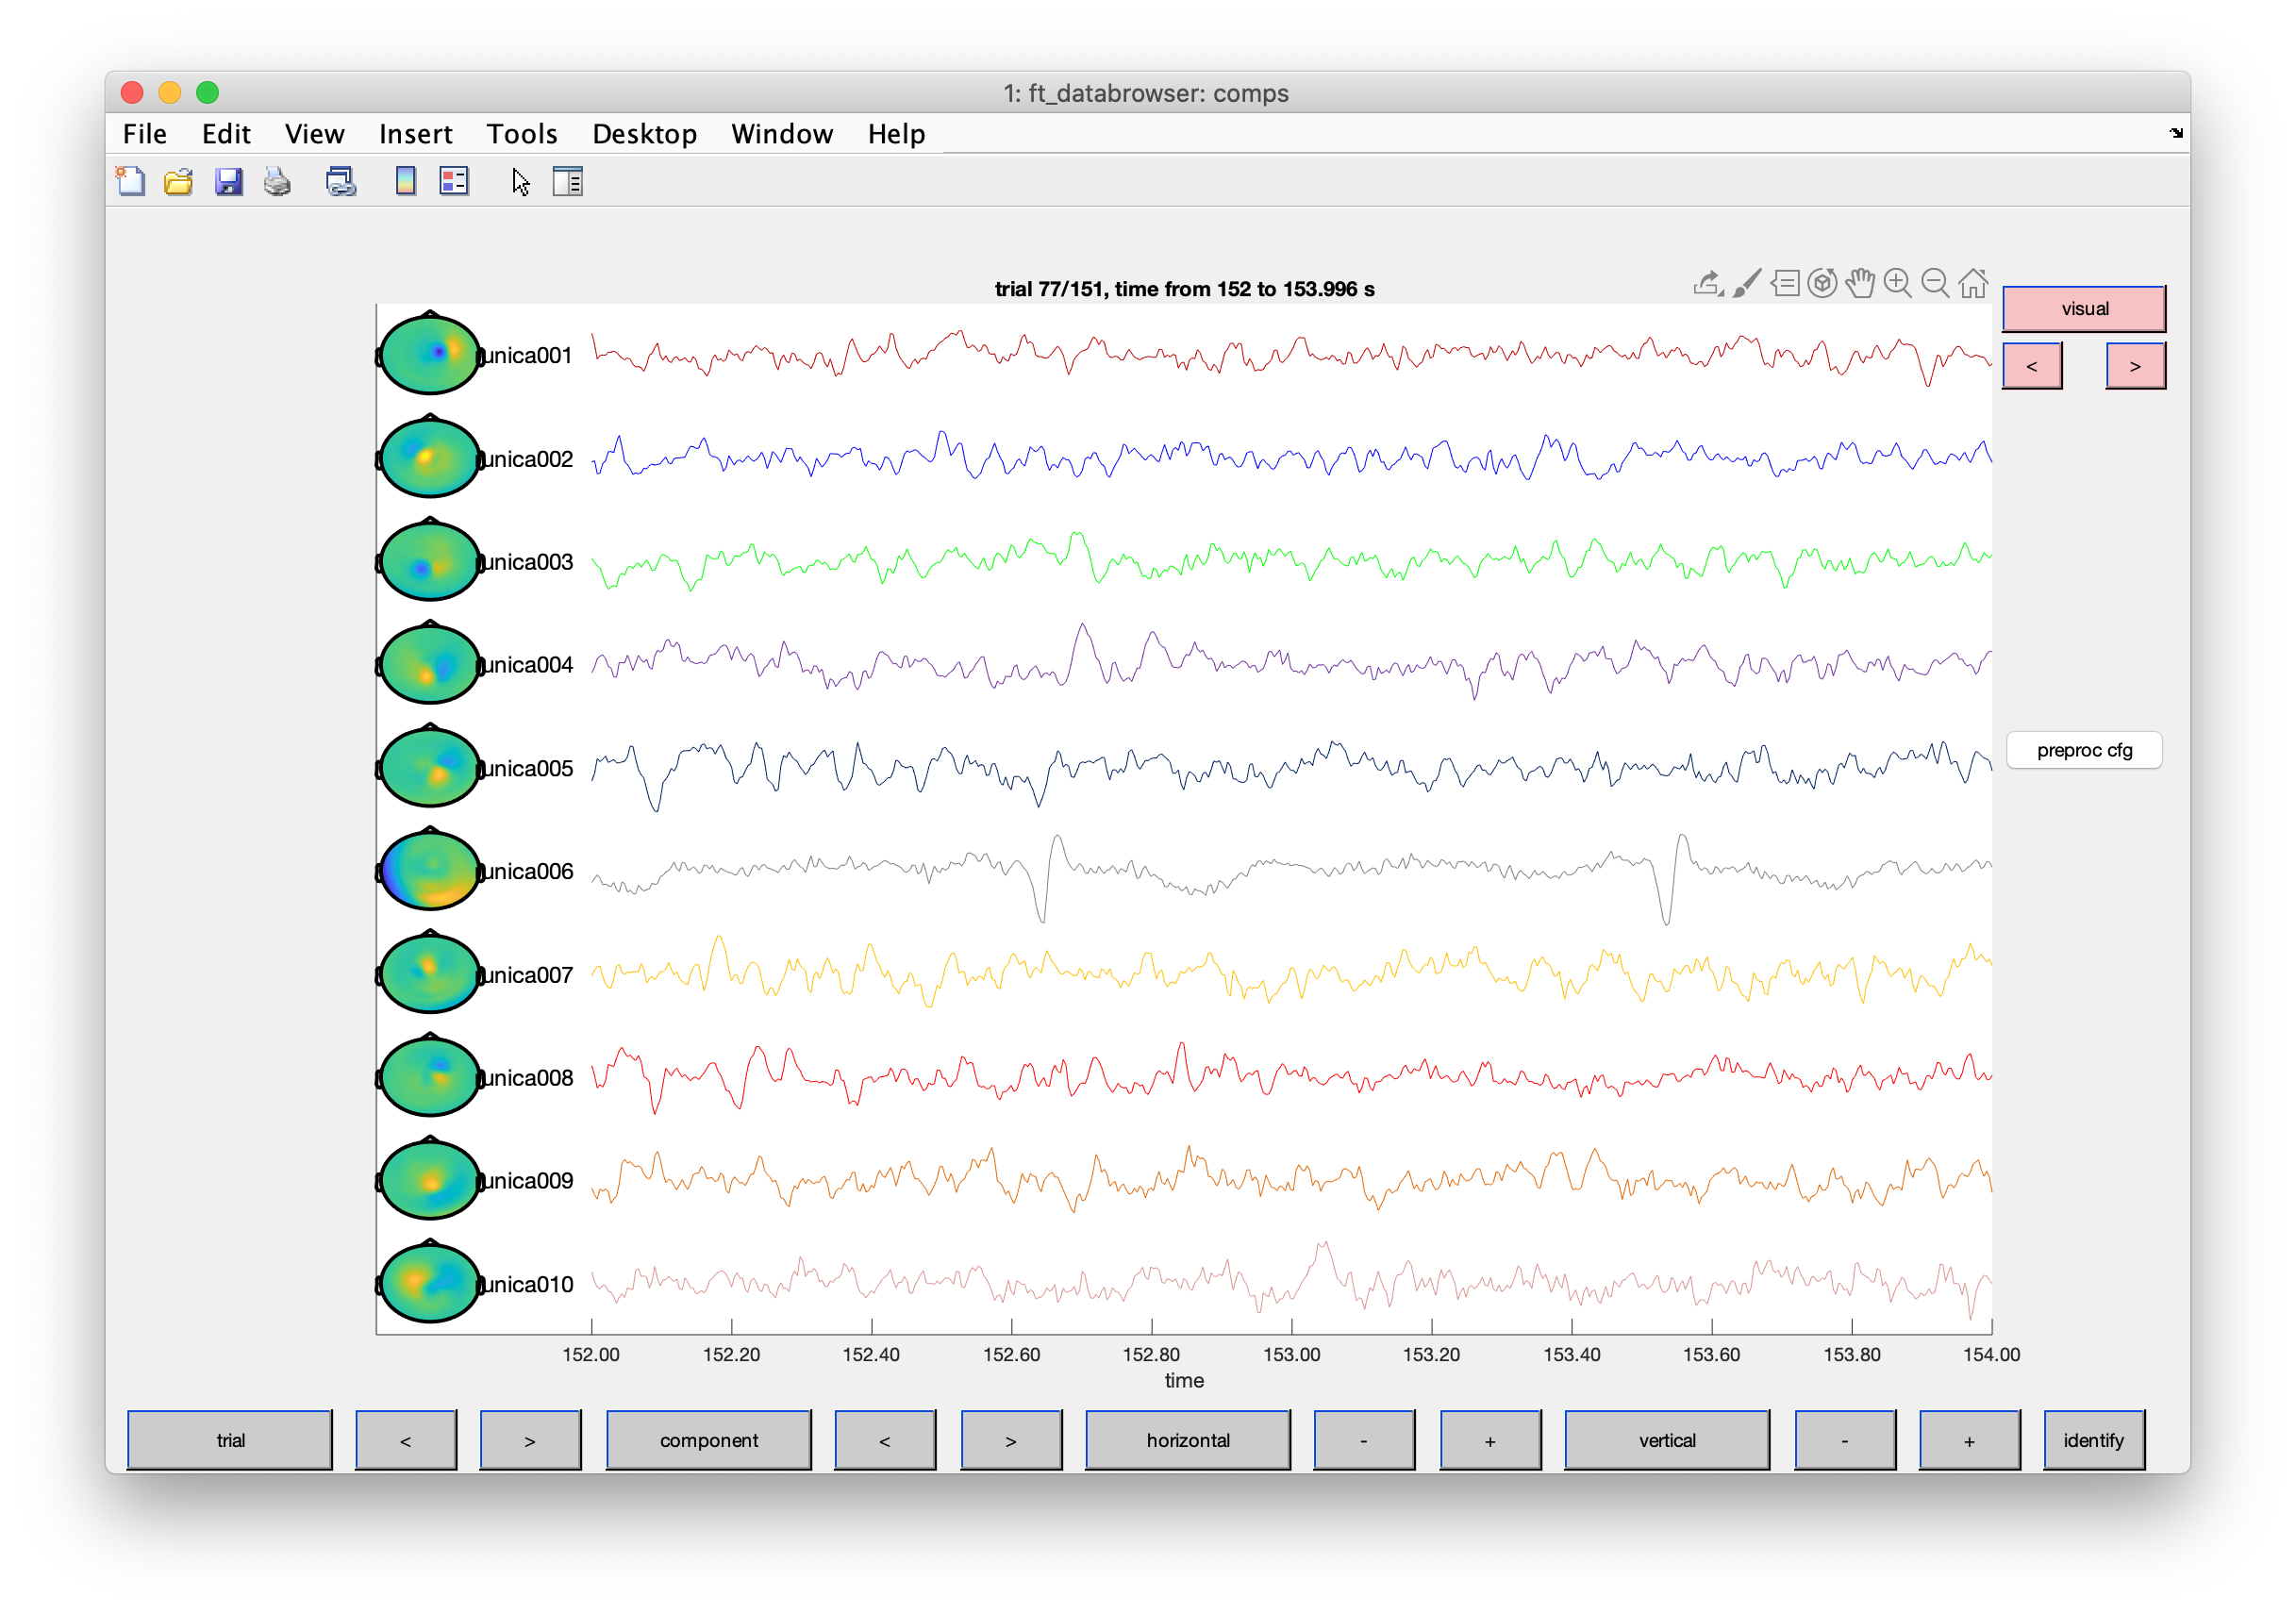 1: ft_databrowser: comps
File Edit View Insert Tools Desktop Window Help
trial 77/151, time from 152 to 153.996 s
visual
< >
runica001
runica002
runica003
runica004
runica005
preproc cfg
runica006
runica007
runica008
runica009
runica010
152.00 152.20 152.40 152.60 152.80 153.00 153.20 153.40 153.60 153.80 154.00
time
trial < > component < > horizontal - + vertical - + identify